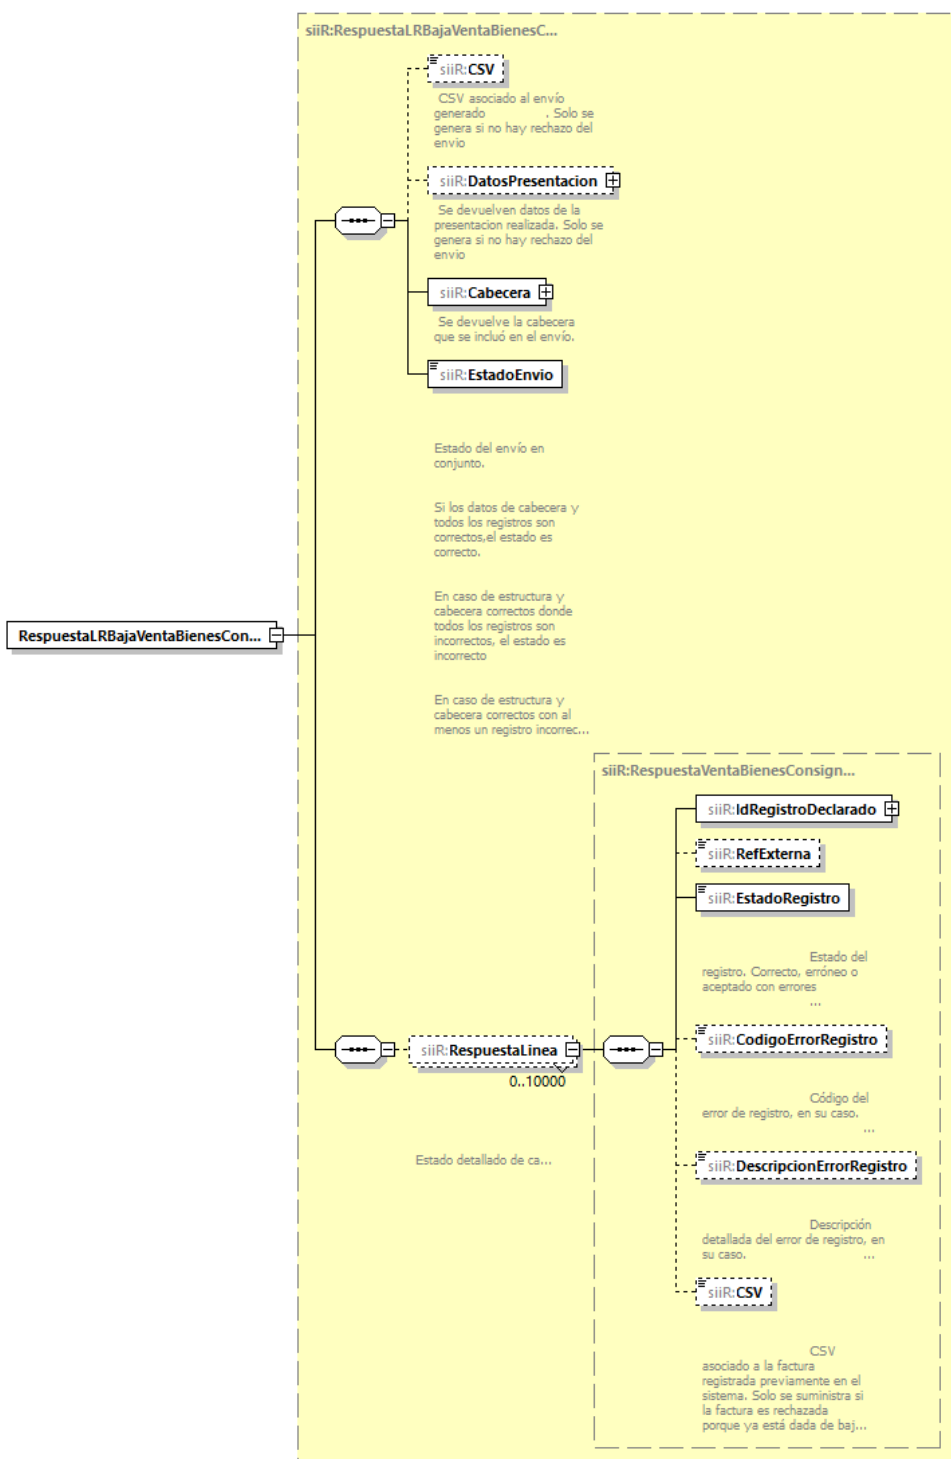 siiR:RespuestaLRBajaVentaBienesC...
siiR:CSV
CSV asociado al envío
generado . Solo se
genera si no hay rechazo del
envio
siiR:DatosPresentacion
Se devuelven datos de la
presentacion realizada. Solo se
genera si no hay rechazo del
envio
siiR:Cabecera
Se devuelve la cabecera
que se incluó en el envío.
siiR:EstadoEnvio
Estado del envío en
conjunto.
Si los datos de cabecera y
todos los registros son
correctos,el estado es
correcto.
En caso de estructura y
cabecera correctos donde
todos los registros son
incorrectos, el estado es
incorrecto
En caso de estructura y
cabecera correctos con al
menos un registro incorrec...
RespuestaLRBajaVentaBienesCon...
siiR:RespuestaVentaBienesConsign...
siiR:IdRegistroDeclarado
siiR:RefExterna
siiR:EstadoRegistro
Estado del
registro. Correcto, erróneo o
aceptado con errores
...
siiR:CodigoErrorRegistro
Código del
error de registro, en su caso.
...
siiR:RespuestaLinea
0..10000
Estado detallado de ca...
siiR:DescripcionErrorRegistro
Descripción
detallada del error de registro, en
su caso. ...
siiR:CSV
CSV
asociado a la factura
registrada previamente en el
sistema. Solo se suministra si
la factura es rechazada
porque ya está dada de baj...